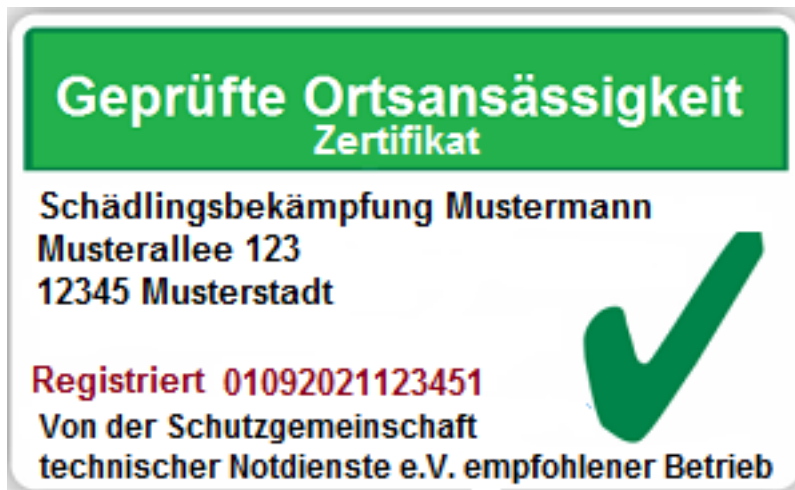 Geprüfte Ortsansässigkeit
Zertifikat
Schädlingsbekämpfung Mustermann
Musterallee 123
12345 Musterstadt
Registriert 01092021123451
Von der Schutzgemeinschaft
technischer Notdienste e.V. empfohlener Betrieb